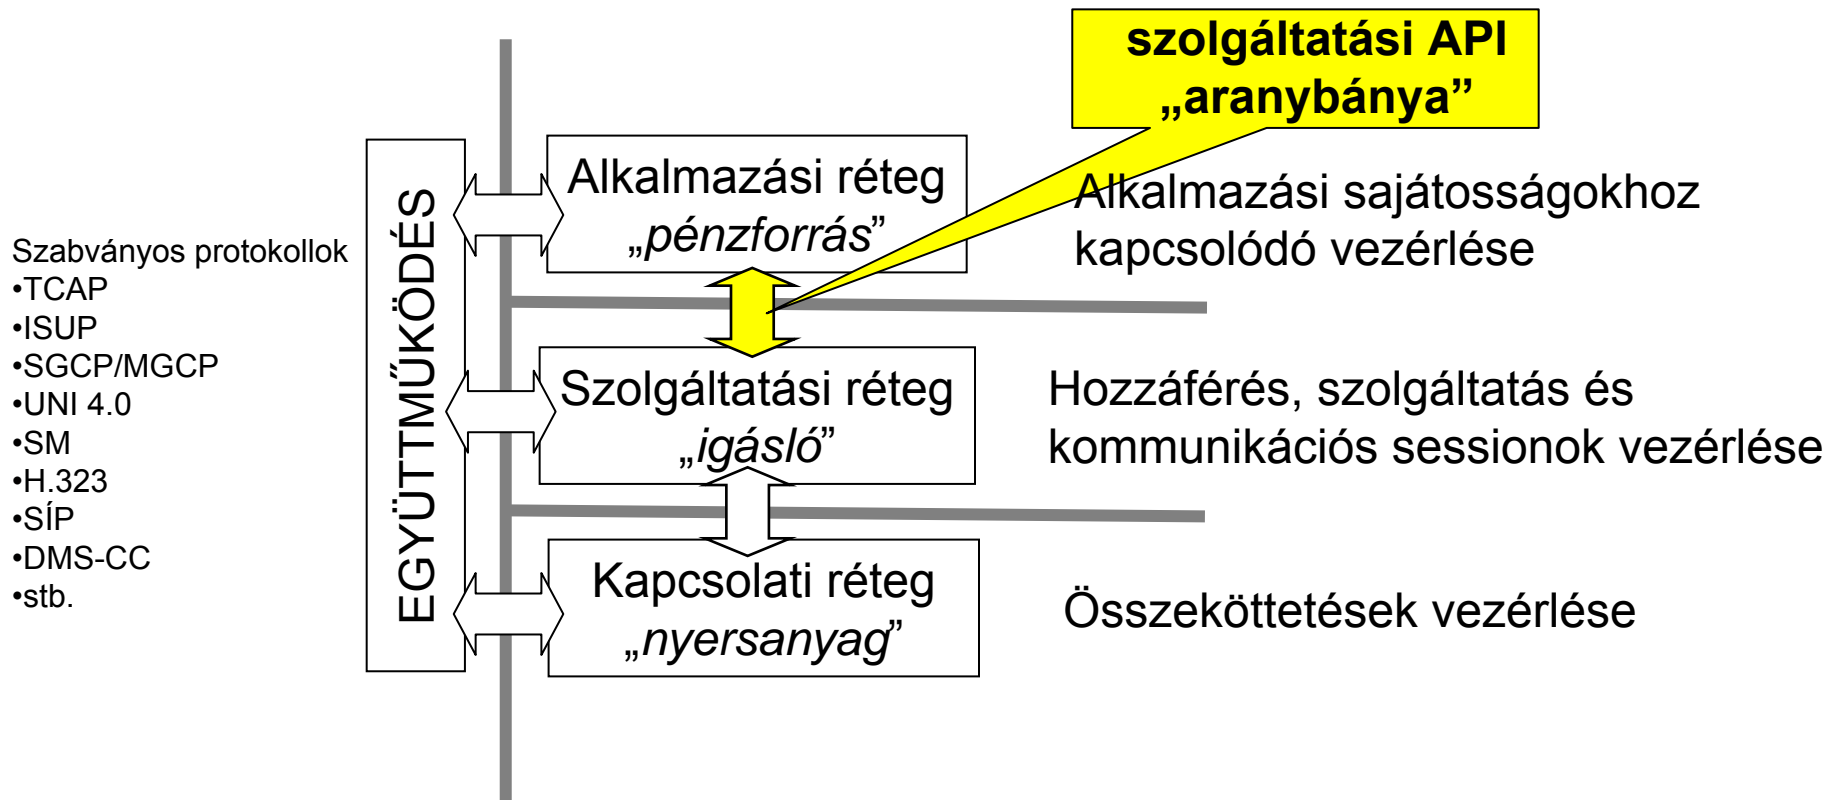 szolgáltatási API
„aranybánya”
Alkalmazási réteg
„pénzforrás”
Alkalmazási sajátosságokhoz
kapcsolódó vezérlése
EGYÜTTMŰKÖDÉS
Szabványos protokollok
•TCAP
•ISUP
•SGCP/MGCP
•UNI 4.0
•SM
•H.323
•SÍP
•DMS-CC
•stb.
Szolgáltatási réteg
„igásló”
Hozzáférés, szolgáltatás és
kommunikációs sessionok vezérlése
Kapcsolati réteg
„nyersanyag”
Összeköttetések vezérlése